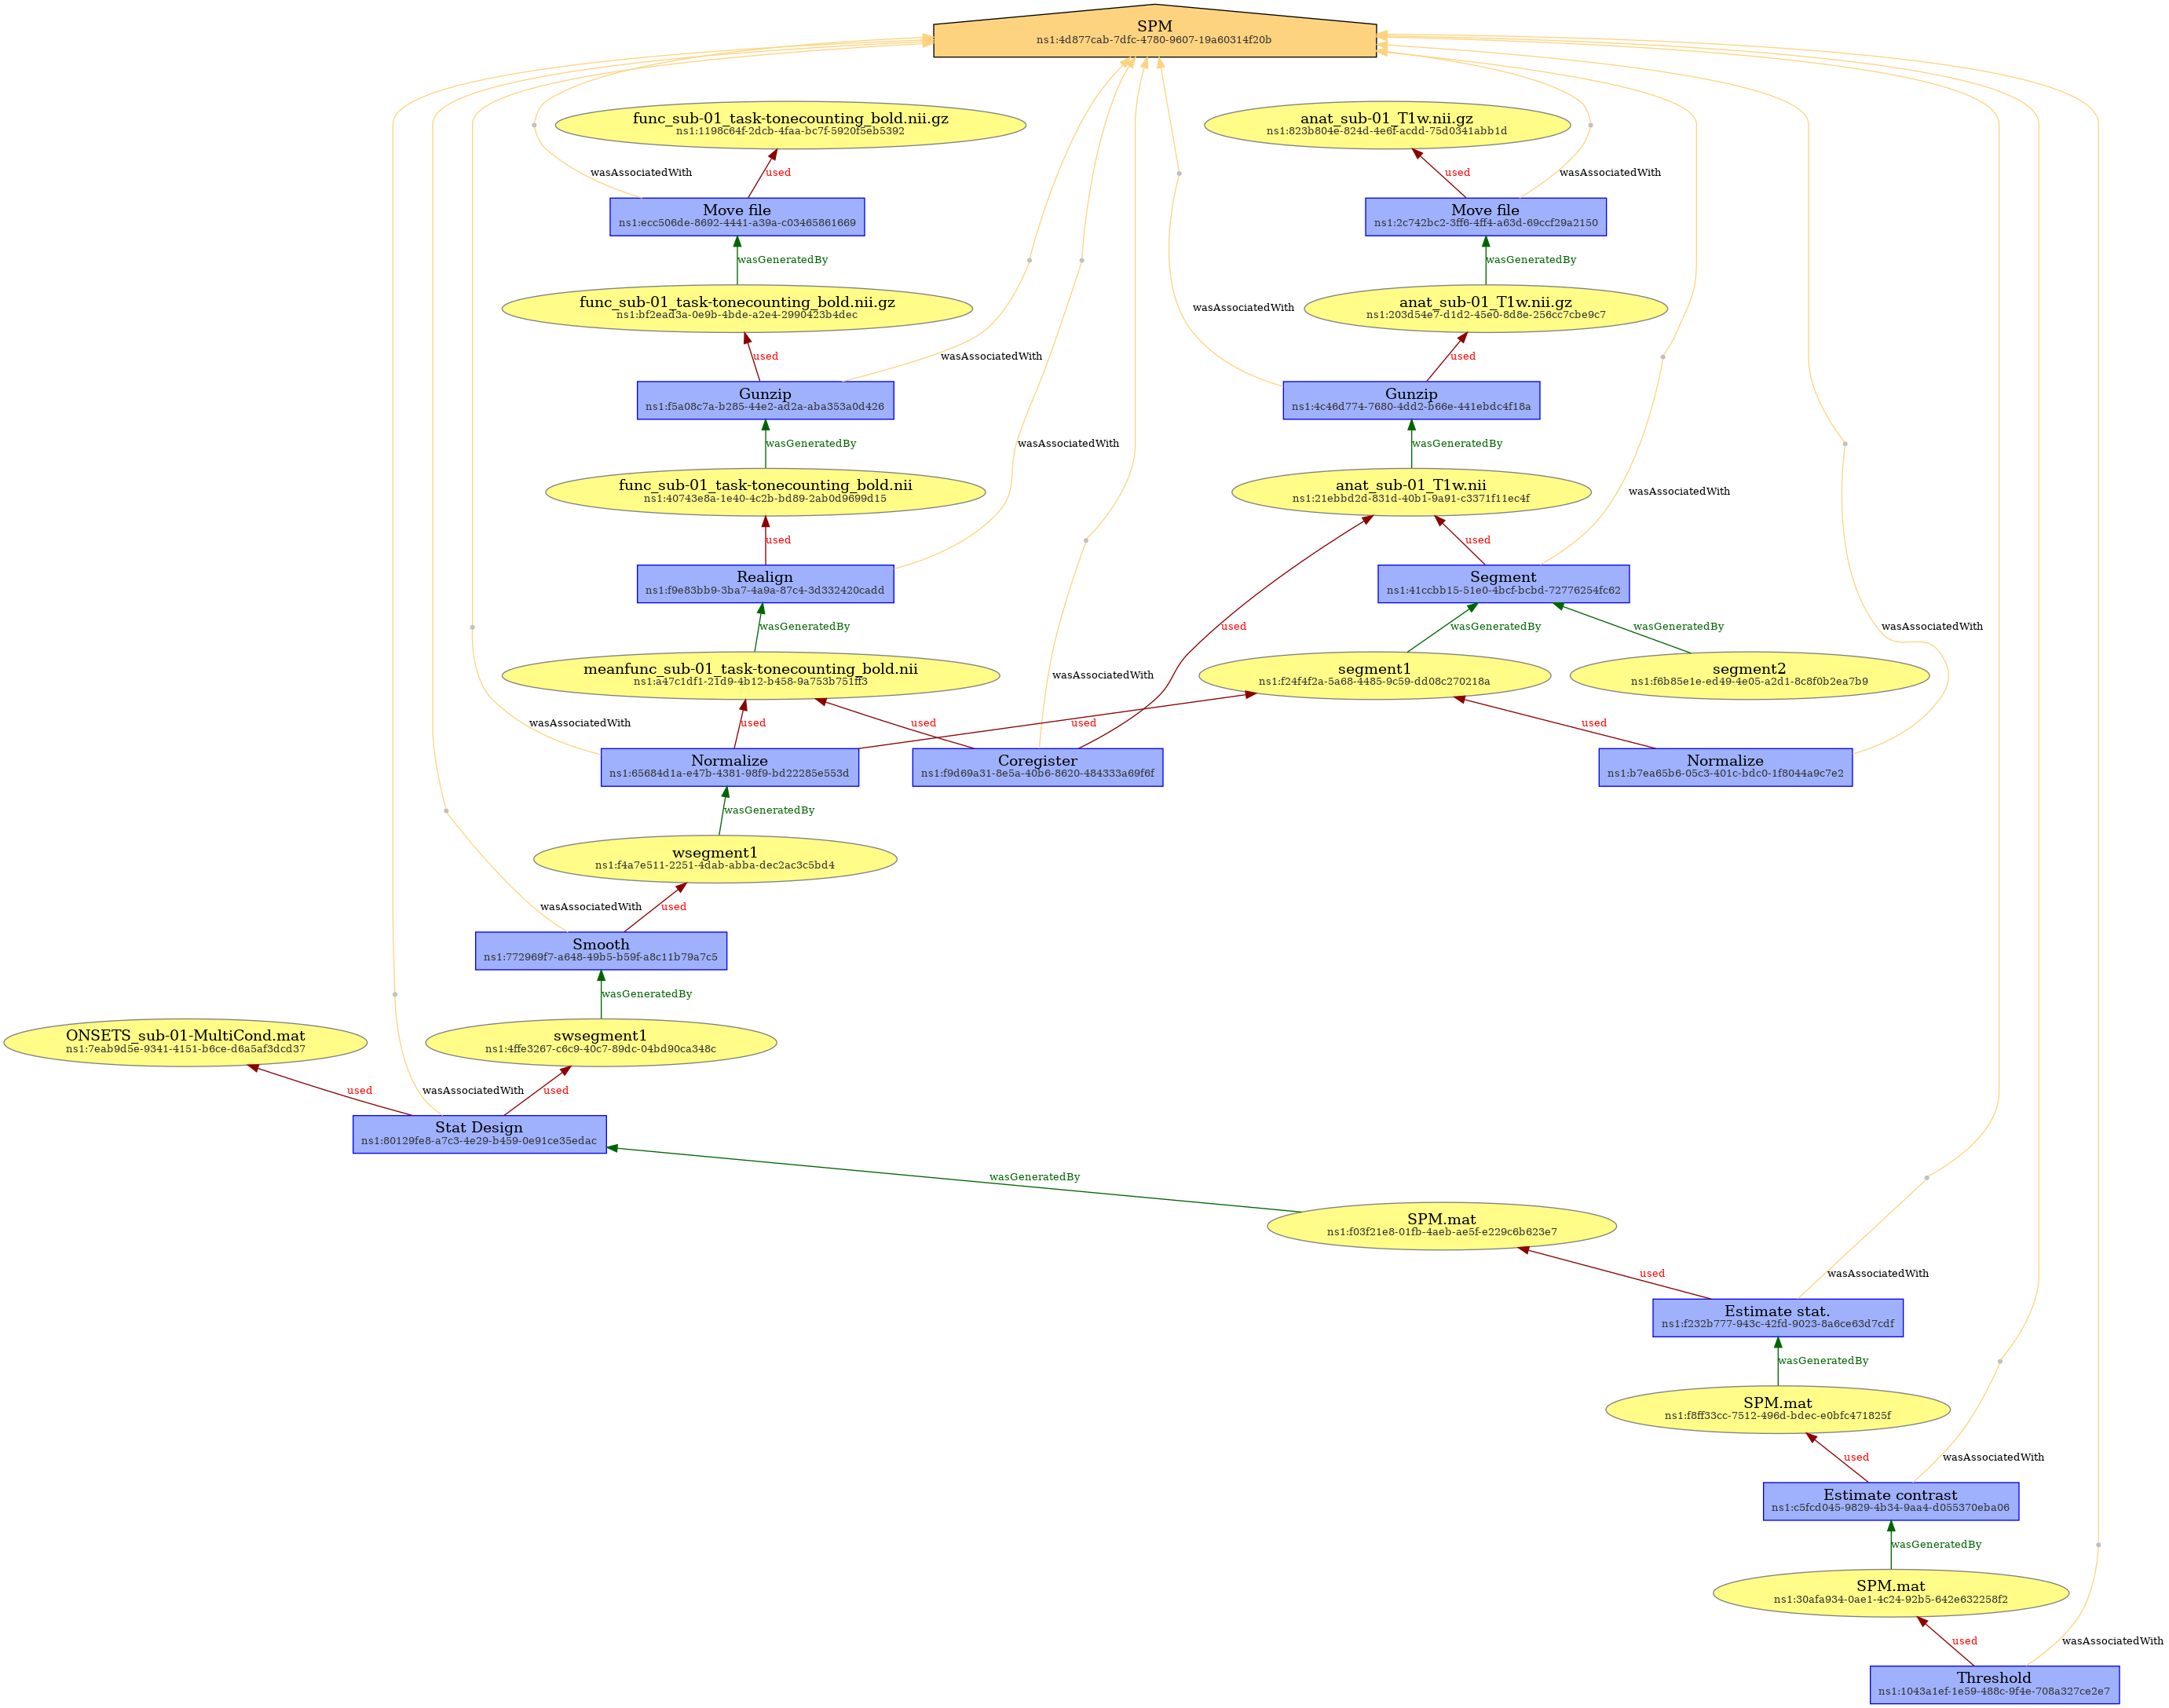 SPM
ns1:4d877cab-7dfc-4780-9607-19a60314f20b
func_sub-01_task-tonecounting_bold.nii.gz
ns1:1198c64f-2dcb-4faa-bc7f-5920f5eb5392
anat_sub-01_T1w.nii.gz
ns1:823b804e-824d-4e6f-acdd-75d0341abb1d
wasAssociatedWith
used
used
wasAssociatedWith
Move file
ns1:ecc506de-8692-4441-a39a-c03465861669
Move file
ns1:2c742bc2-3ff6-4ff4-a63d-69ccf29a2150
wasGeneratedBy
wasGeneratedBy
func_sub-01_task-tonecounting_bold.nii.gz
ns1:bf2ead3a-0e9b-4bde-a2e4-2990423b4dec
wasAssociatedWith
anat_sub-01_T1w.nii.gz
ns1:203d54e7-d1d2-45e0-8d8e-256cc7cbe9c7
used
wasAssociatedWith
used
Gunzip
ns1:f5a08c7a-b285-44e2-ad2a-aba353a0d426
Gunzip
ns1:4c46d774-7680-4dd2-b66e-441ebdc4f18a
wasGeneratedBy
wasAssociatedWith
wasGeneratedBy
func_sub-01_task-tonecounting_bold.nii
ns1:40743e8a-1e40-4c2b-bd89-2ab0d9699d15
anat_sub-01_T1w.nii
ns1:21ebbd2d-831d-40b1-9a91-c3371f11ec4f
wasAssociatedWith
used
used
Realign
ns1:f9e83bb9-3ba7-4a9a-87c4-3d332420cadd
Segment
ns1:41ccbb15-51e0-4bcf-bcbd-72776254fc62
wasGeneratedBy
used
wasGeneratedBy
wasGeneratedBy
wasAssociatedWith
meanfunc_sub-01_task-tonecounting_bold.nii
ns1:a47c1df1-21d9-4b12-b458-9a753b751ff3
wasAssociatedWith
segment1
ns1:f24f4f2a-5a68-4485-9c59-dd08c270218a
segment2
ns1:f6b85e1e-ed49-4e05-a2d1-8c8f0b2ea7b9
wasAssociatedWith
used
used
used
used
Normalize
ns1:65684d1a-e47b-4381-98f9-bd22285e553d
Coregister
ns1:f9d69a31-8e5a-40b6-8620-484333a69f6f
Normalize
ns1:b7ea65b6-05c3-401c-bdc0-1f8044a9c7e2
wasGeneratedBy
wsegment1
ns1:f4a7e511-2251-4dab-abba-dec2ac3c5bd4
wasAssociatedWith
used
Smooth
ns1:772969f7-a648-49b5-b59f-a8c11b79a7c5
wasGeneratedBy
ONSETS_sub-01-MultiCond.mat
ns1:7eab9d5e-9341-4151-b6ce-d6a5af3dcd37
swsegment1
ns1:4ffe3267-c6c9-40c7-89dc-04bd90ca348c
used
wasAssociatedWith
used
Stat Design
ns1:80129fe8-a7c3-4e29-b459-0e91ce35edac
wasGeneratedBy
SPM.mat
ns1:f03f21e8-01fb-4aeb-ae5f-e229c6b623e7
used
wasAssociatedWith
Estimate stat.
ns1:f232b777-943c-42fd-9023-8a6ce63d7cdf
wasGeneratedBy
SPM.mat
ns1:f8ff33cc-7512-496d-bdec-e0bfc471825f
used
wasAssociatedWith
Estimate contrast
ns1:c5fcd045-9829-4b34-9aa4-d055370eba06
wasGeneratedBy
SPM.mat
ns1:30afa934-0ae1-4c24-92b5-642e632258f2
used
wasAssociatedWith
Threshold
ns1:1043a1ef-1e59-488c-9f4e-708a327ce2e7